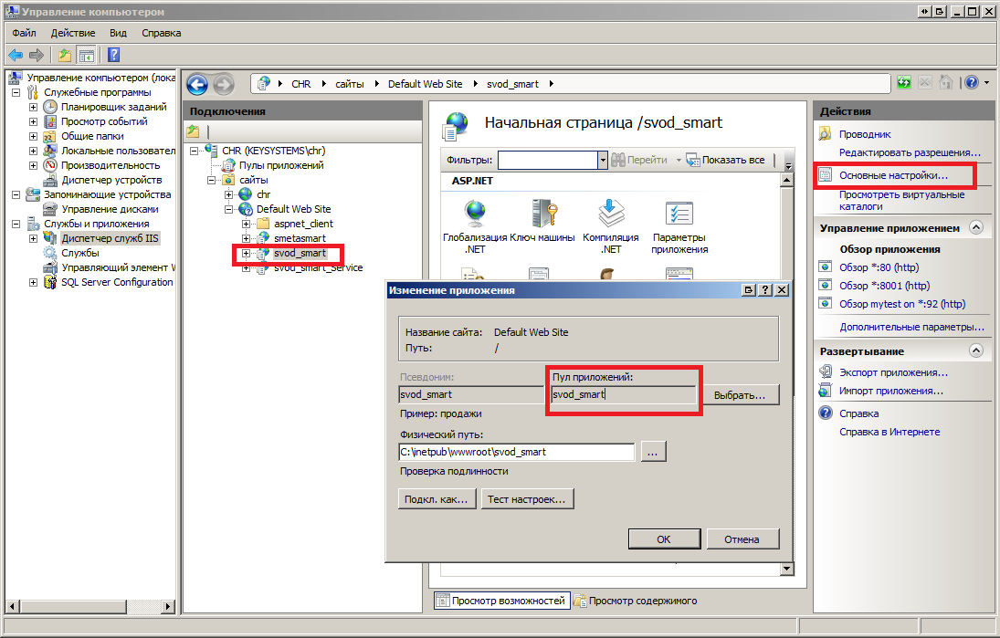 Управление компьютером
Файл Действие Вид Справка
Управление компьютером (лока
Служебные программы
Планировщик заданий
Просмотр событий
Общие папки
Локальные пользовател
Производительность
Диспетчер устройств
Запоминающие устройства
Управление дисками
Службы и приложения
Диспетчер служб IIS
Службы
Управляющий элемент W
SQL Server Configuration
CHR сайты Default Web Site svod_smart
Подключения
CHR (KEYSYSTEMS\chr)
Пулы приложений
сайты
chr
Default Web Site
aspnet_client
smetasmart
svod_smart
svod_smart_Service
Начальная страница /svod_smart
Фильтры: Перейти Показать все
ASP.NET
Глобализация .NET
Ключ машины
Компиляция .NET
Параметры приложения
Изменение приложения
Название сайта: Default Web Site
Путь: /
Псевдоним: Пул приложений:
svod_smart svod_smart Выбрать...
Пример: продажи
Физический путь:
C:\inetpub\wwwroot\svod_smart ...
Проверка подлинности
Подкл. как... Тест настроек...
ОК Отмена
Просмотр возможностей Просмотр содержимого
Действия
Проводник
Редактировать разрешения...
Основные настройки...
Просмотреть виртуальные
каталоги
Управление приложением
Обзор приложения
Обзор *:80 (http)
Обзор *:8001 (http)
Обзор mytest on *:92 (http)
Дополнительные параметры...
Развертывание
Экспорт приложения...
Импорт приложения...
Справка
Справка в Интернете